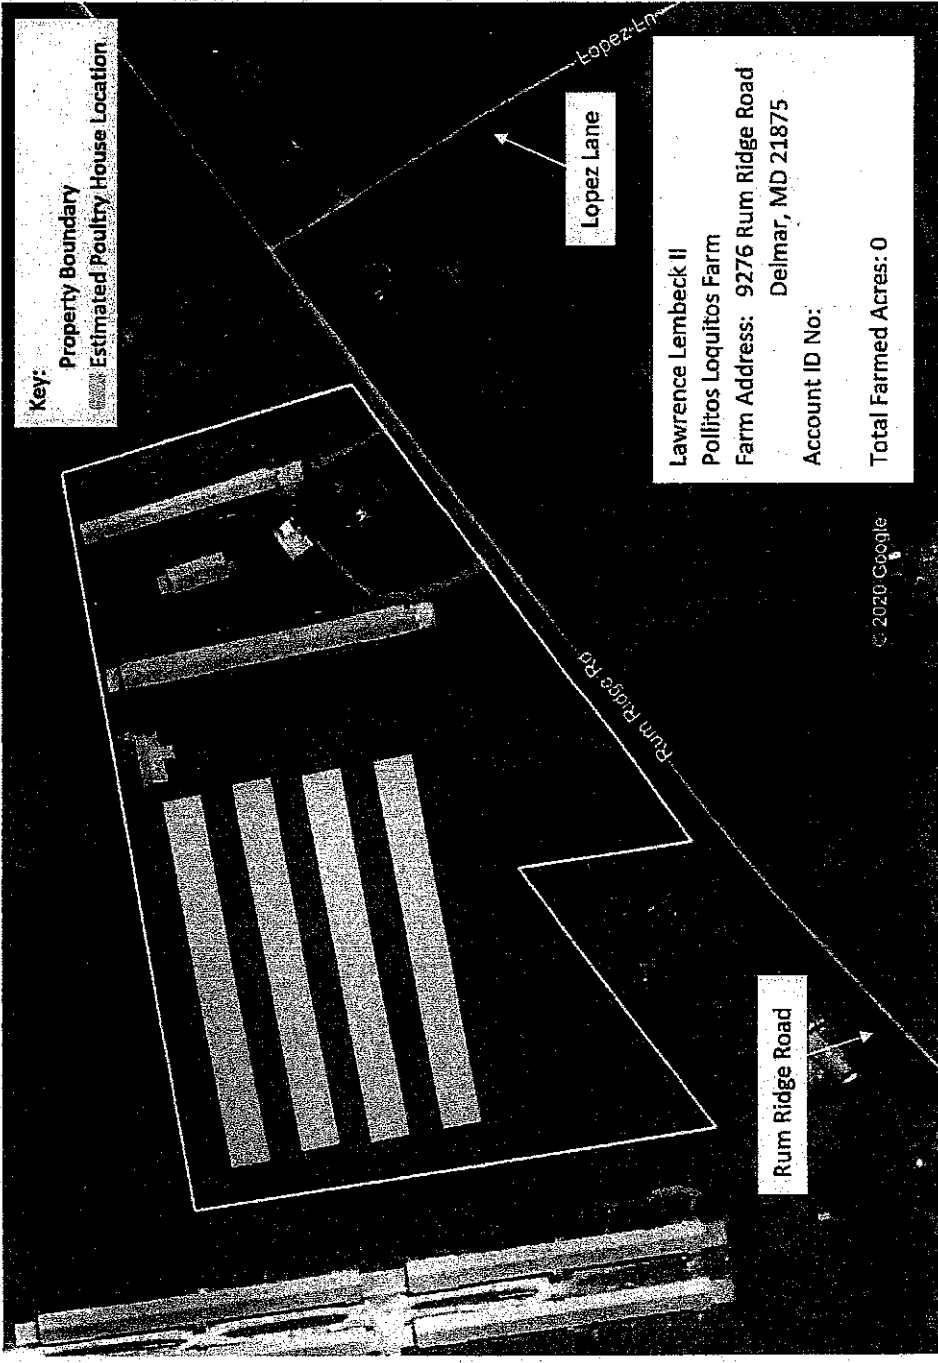 Key:
Property Boundary
Estimated Poultry House Location
Lopez Ln
Lopez Lane
Rum Ridge Rd
Rum Ridge Road
Lawrence Lembeck II
Pollitos Loquitos Farm
Farm Address: 9276 Rum Ridge Road
Delmar, MD 21875
Account ID No:
Total Farmed Acres: 0
© 2020 Google